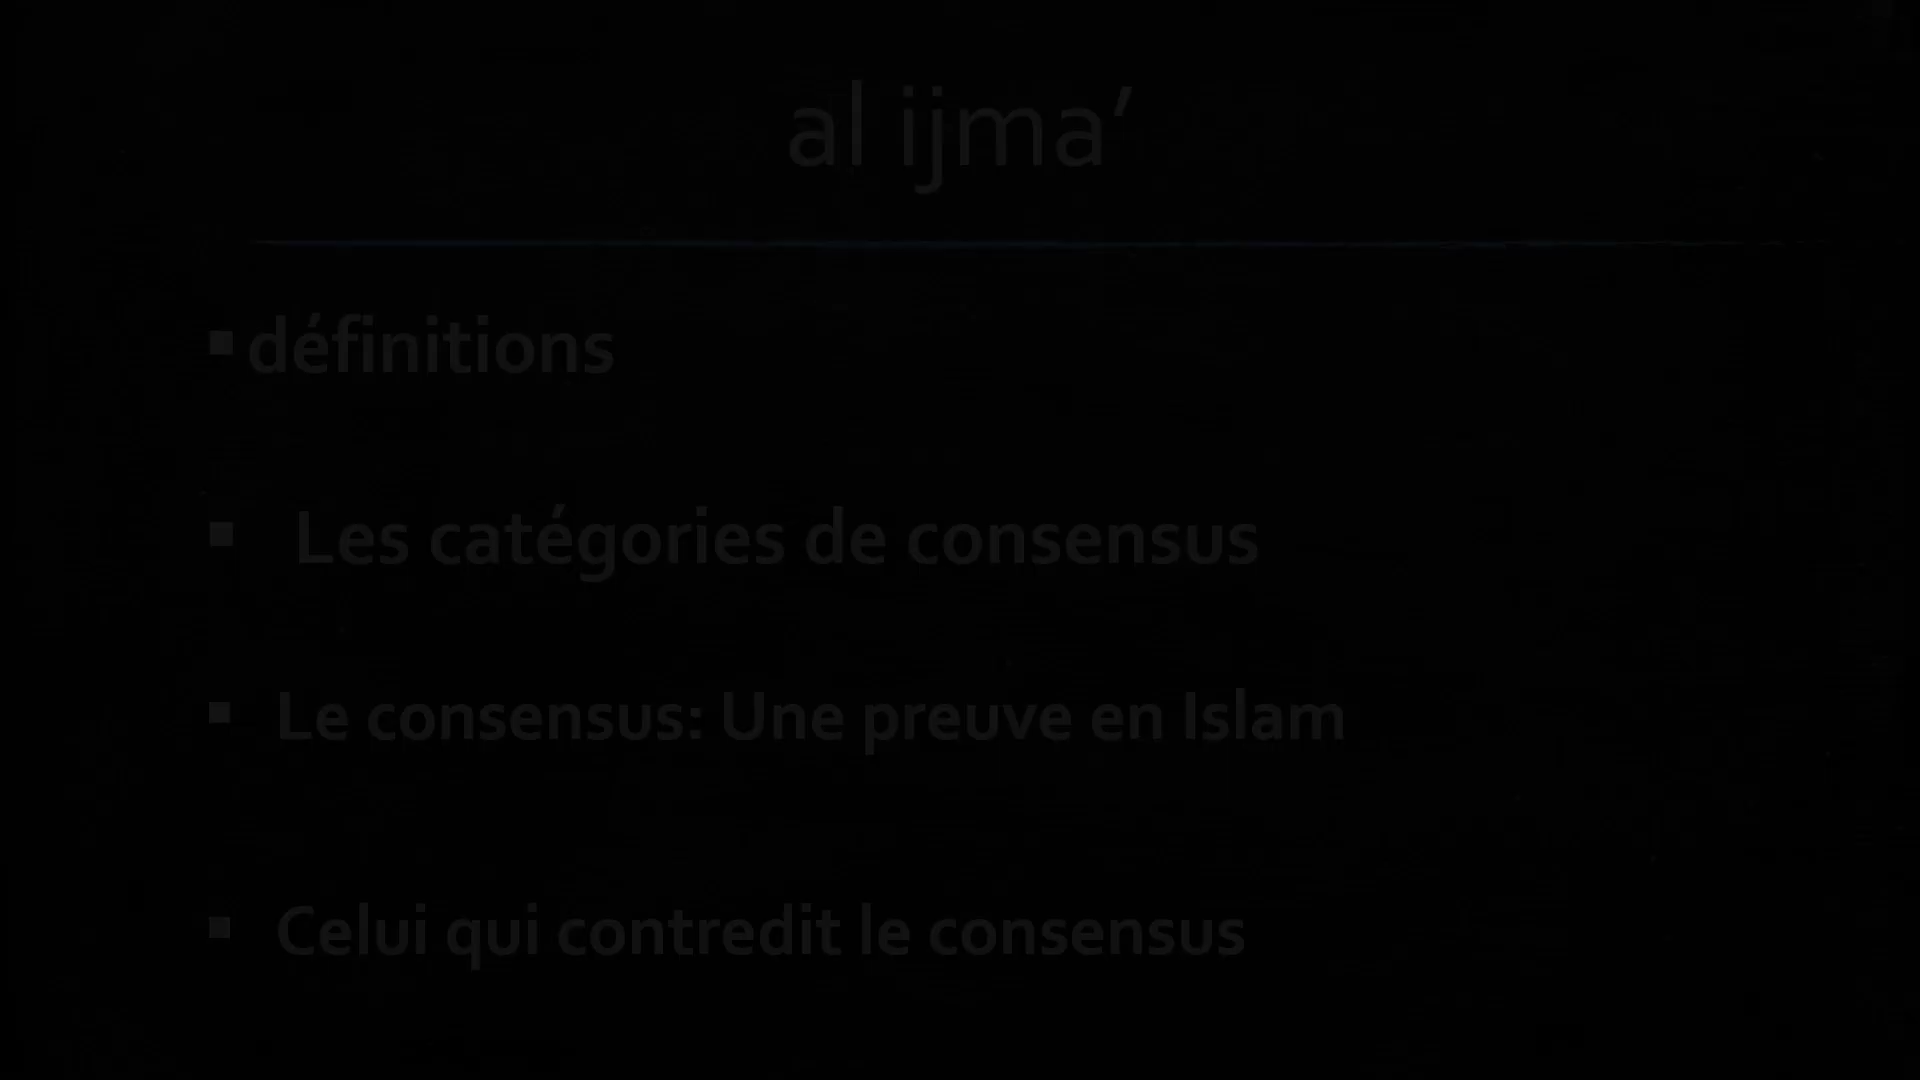 al ijma’
▪ définitions
▪ Les catégories de consensus
▪ Le consensus: Une preuve en Islam
▪ Celui qui contredit le consensus